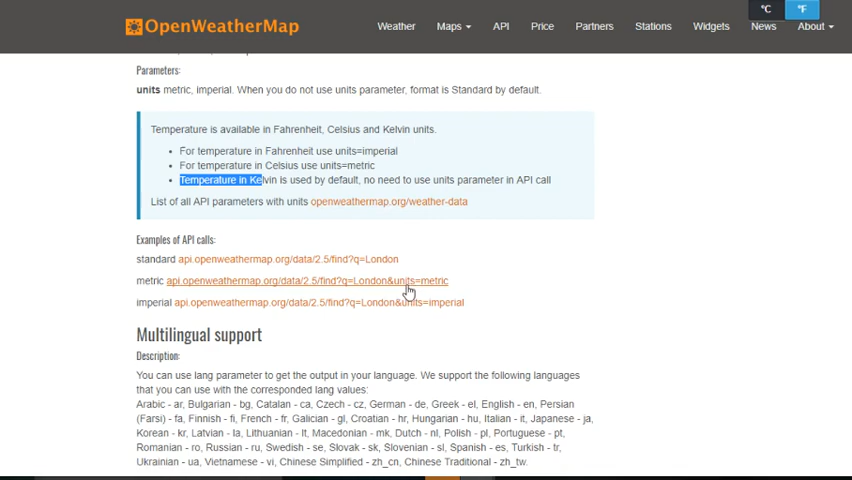 OpenWeatherMap Weather Maps API Price Partners Stations Widgets News About
°C °F
Parameters:
units metric, imperial. When you do not use units parameter, format is Standard by default.
Temperature is available in Fahrenheit, Celsius and Kelvin units.
• For temperature in Fahrenheit use units=imperial
• For temperature in Celsius use units=metric
• Temperature in Kelvin is used by default, no need to use units parameter in API call
List of all API parameters with units openweathermap.org/weather-data
Examples of API calls:
standard api.openweathermap.org/data/2.5/find?q=London
metric api.openweathermap.org/data/2.5/find?q=London&units=metric
imperial api.openweathermap.org/data/2.5/find?q=London&units=imperial
Multilingual support
Description:
You can use lang parameter to get the output in your language. We support the following languages
that you can use with the corresponded lang values:
Arabic - ar, Bulgarian - bg, Catalan - ca, Czech - cz, German - de, Greek - el, English - en, Persian
(Farsi) - fa, Finnish - fi, French - fr, Galician - gl, Croatian - hr, Hungarian - hu, Italian - it, Japanese - ja,
Korean - kr, Latvian - la, Lithuanian - lt, Macedonian - mk, Dutch - nl, Polish - pl, Portuguese - pt,
Romanian - ro, Russian - ru, Swedish - se, Slovak - sk, Slovenian - sl, Spanish - es, Turkish - tr,
Ukrainian - ua, Vietnamese - vi, Chinese Simplified - zh_cn, Chinese Traditional - zh_tw.